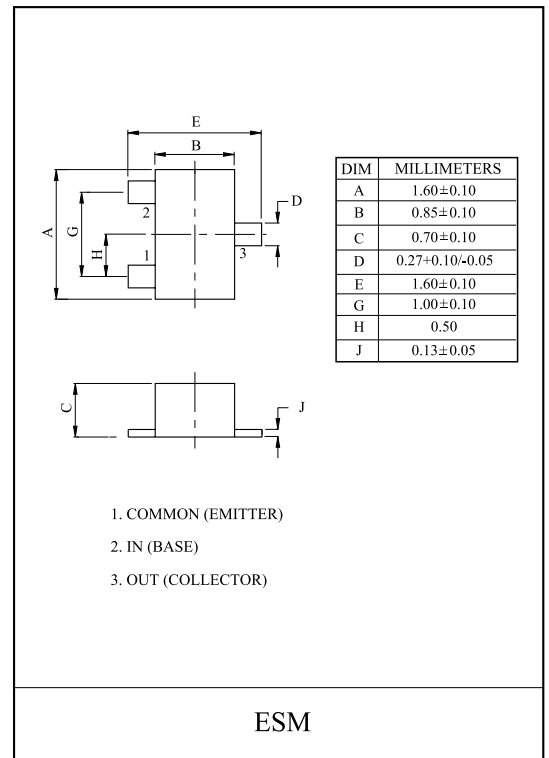 E
B
D
2
A
G
H
1
3
DIM MILLIMETERS
A 1.60±0.10
B 0.85±0.10
C 0.70±0.10
D 0.27+0.10/-0.05
E 1.60±0.10
G 1.00±0.10
H 0.50
J 0.13±0.05
C
J
1. COMMON (EMITTER)
2. IN (BASE)
3. OUT (COLLECTOR)
ESM